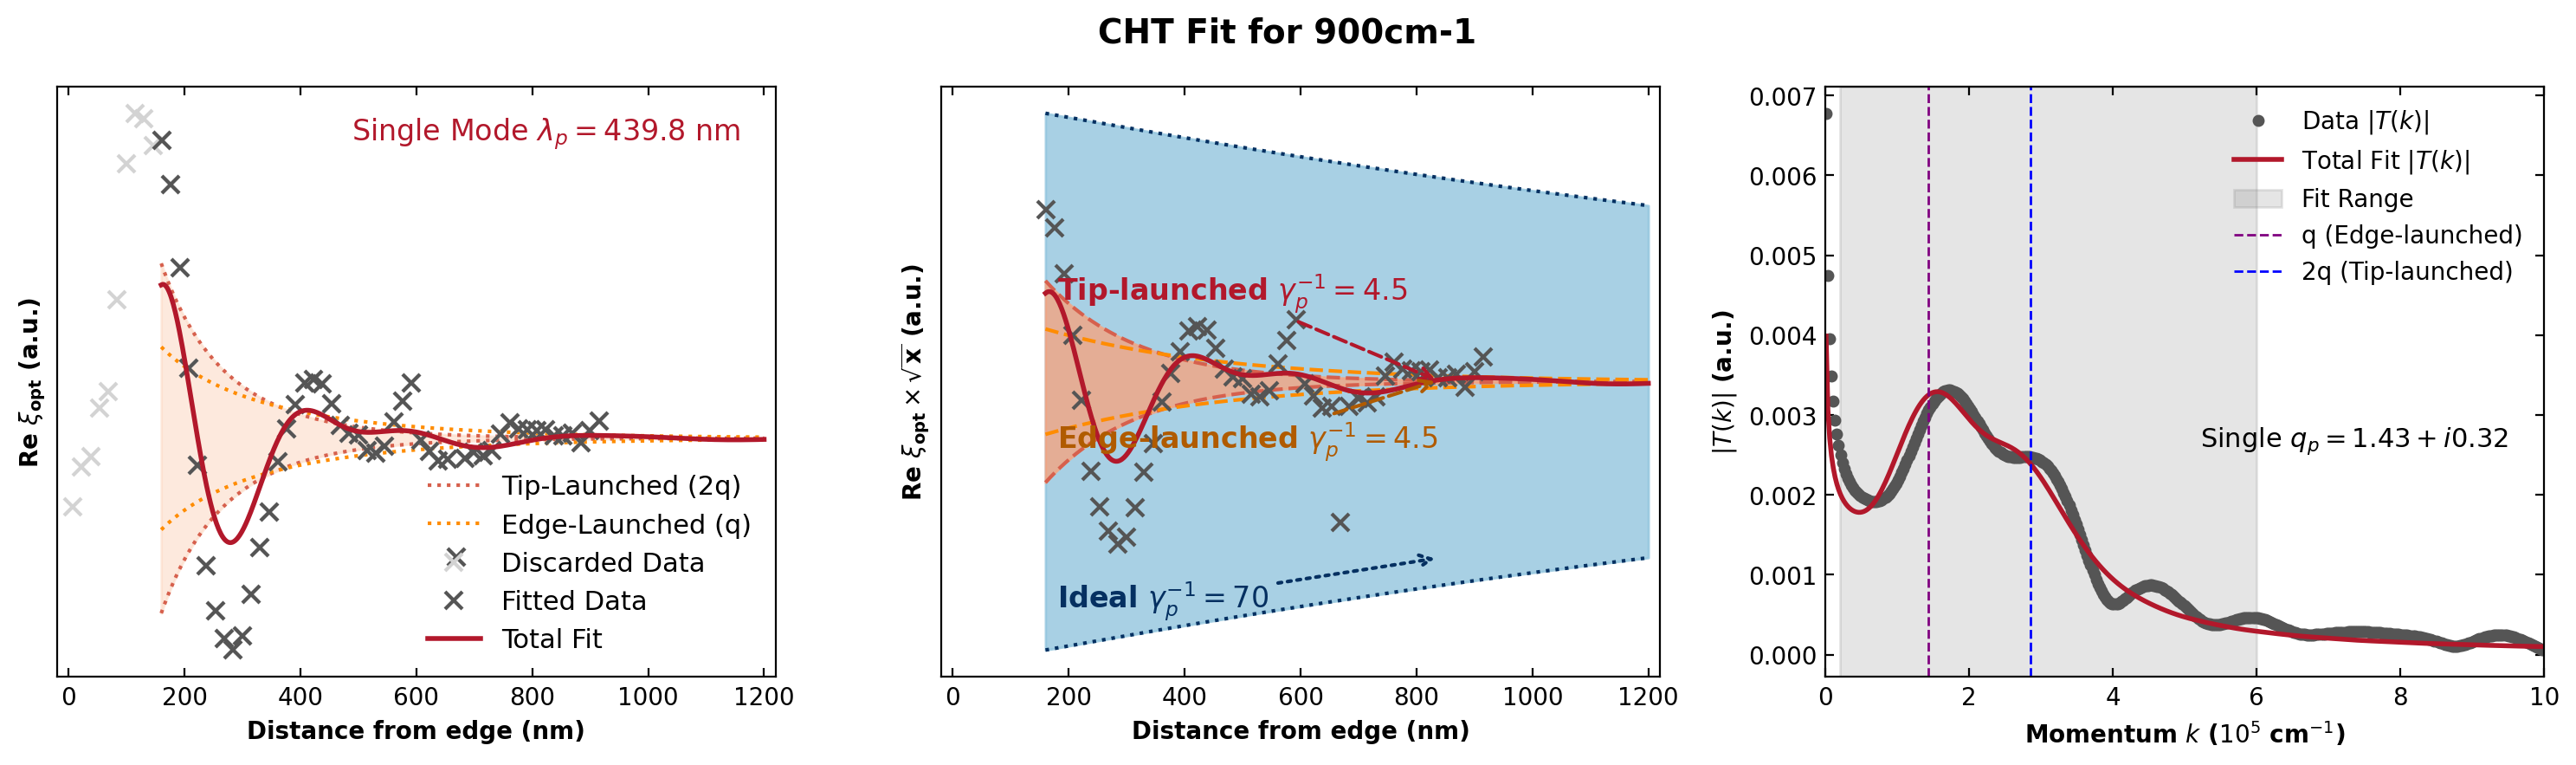 CHT Fit for 900cm-1
Single Mode λ_p = 439.8 nm
Re ξ_opt (a.u.)
Tip-Launched (2q)
Edge-Launched (q)
Discarded Data
Fitted Data
Total Fit
0 200 400 600 800 1000 1200
Distance from edge (nm)
Re ξ_opt × √x (a.u.)
Tip-launched γ_p^{-1} = 4.5
Edge-launched γ_p^{-1} = 4.5
Ideal γ_p^{-1} = 70
0 200 400 600 800 1000 1200
Distance from edge (nm)
|T(k)| (a.u.)
0.007
0.006
0.005
0.004
0.003
0.002
0.001
0.000
Data |T(k)|
Total Fit |T(k)|
Fit Range
q (Edge-launched)
2q (Tip-launched)
Single q_p = 1.43 + i0.32
0 2 4 6 8 10
Momentum k (10^5 cm^{-1})